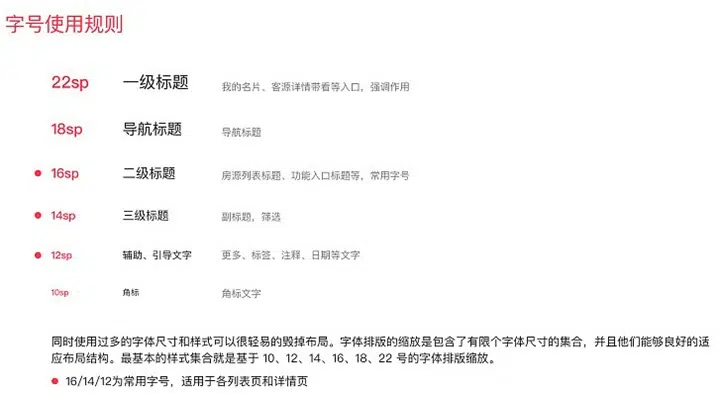 字号使用规则
22sp 一级标题 我的名片、客源详情带看等入口，强调作用
18sp 导航标题 导航标题
16sp 二级标题 房源列表标题、功能入口标题等，常用字号
14sp 三级标题 副标题，筛选
12sp 辅助、引导文字 更多、标签、注释、日期等文字
10sp 角标 角标文字
同时使用过多的字体尺寸和样式可以很轻易的毁掉布局。字体排版的缩放是包含了有限个字体尺寸的集合，并且他们能够良好的适
应布局结构。最基本的样式集合就是基于 10、12、14、16、18、22 号的字体排版缩放。
16/14/12为常用字号，适用于各列表页和详情页